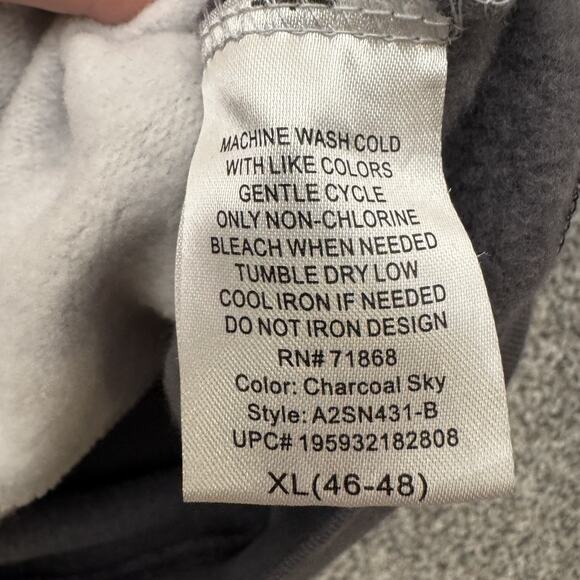 MACHINE WASH COLD
WITH LIKE COLORS
GENTLE CYCLE
ONLY NON-CHLORINE
BLEACH WHEN NEEDED
TUMBLE DRY LOW
COOL IRON IF NEEDED
DO NOT IRON DESIGN
RN# 71868
Color: Charcoal Sky
Style: A2SN431-B
UPC# 195932182808
XL(46-48)